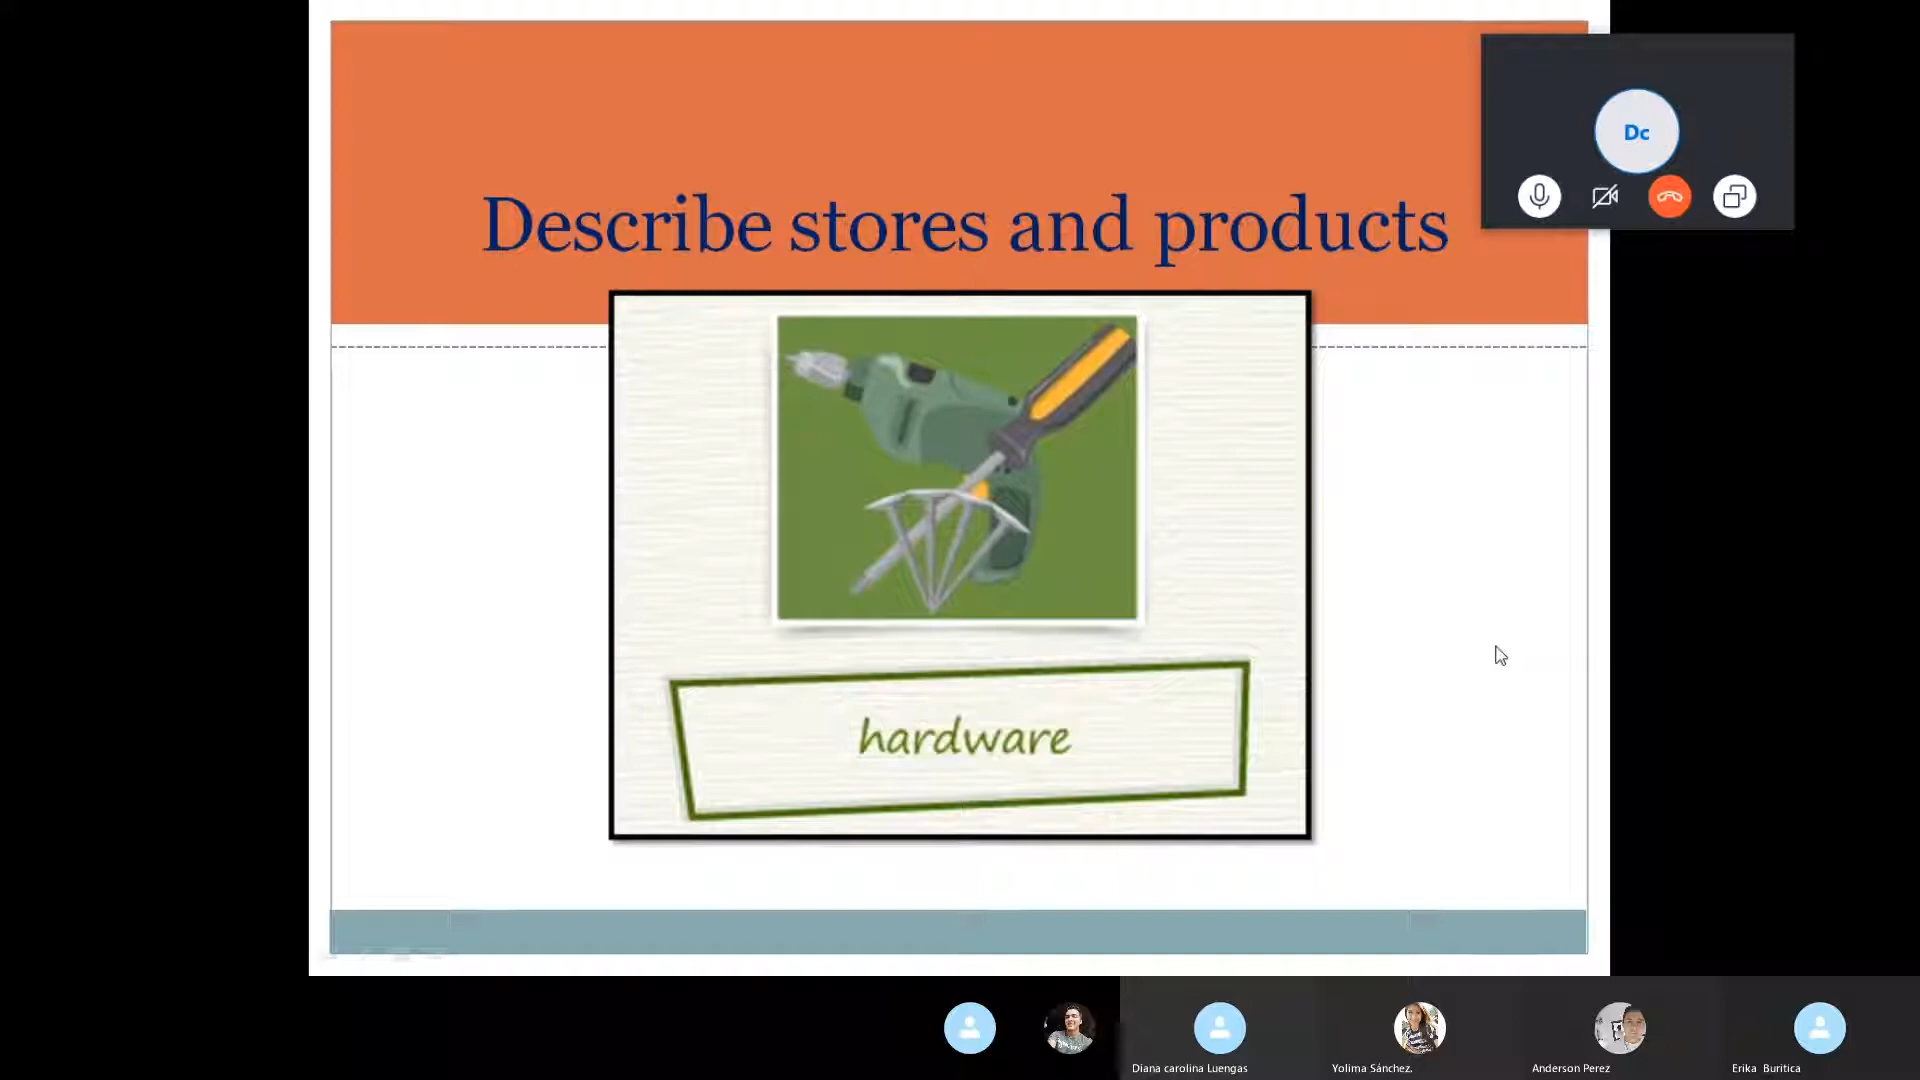 Dc
Describe stores and products
hardware
Diana carolina Luengas
Yolima Sánchez.
Anderson Perez
Erika Buritica